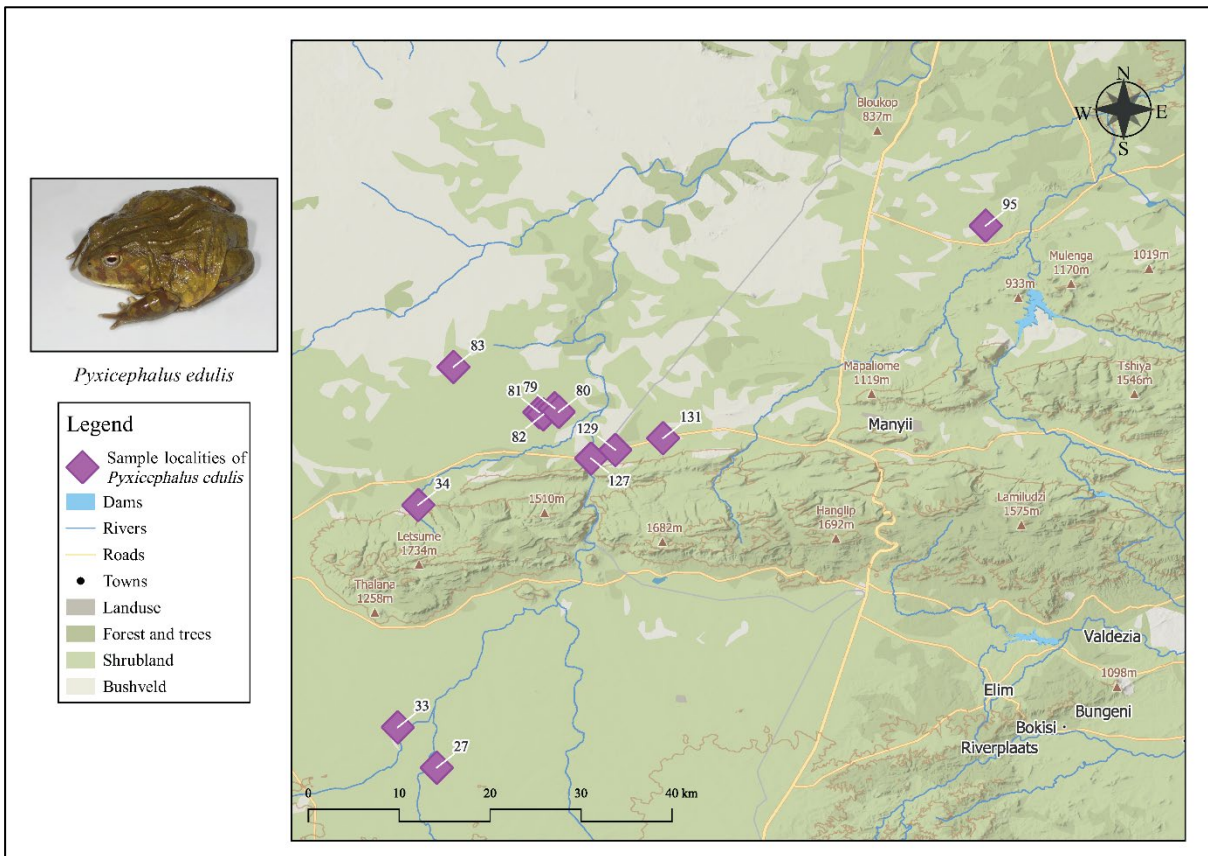 Pyxicephalus edulis
Legend
Sample localities of
Pyxicephalus edulis
Dams
Rivers
Roads
Towns
Landuse
Forest and trees
Shrubland
Bushveld
N
W
E
S
Bloukop
837m
95
Mulenga
1170m
1019m
933m
83
81
79
80
82
129
131
127
Mapaliome
1119m
Tshiya
1546m
Manyii
34
1510m
Letsume
1734m
1682m
Hanglip
1692m
Lamiludzi
1575m
Thalana
1258m
Valdezia
1098m
Elim
Bungeni
Bokisi
Riverplaats
33
27
0
10
20
30
40 km